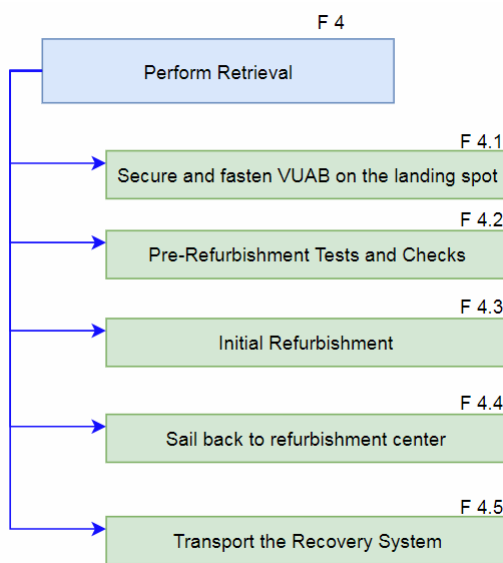 F 4
Perform Retrieval
F 4.1
Secure and fasten VUAB on the landing spot
F 4.2
Pre-Refurbishment Tests and Checks
F 4.3
Initial Refurbishment
F 4.4
Sail back to refurbishment center
F 4.5
Transport the Recovery System